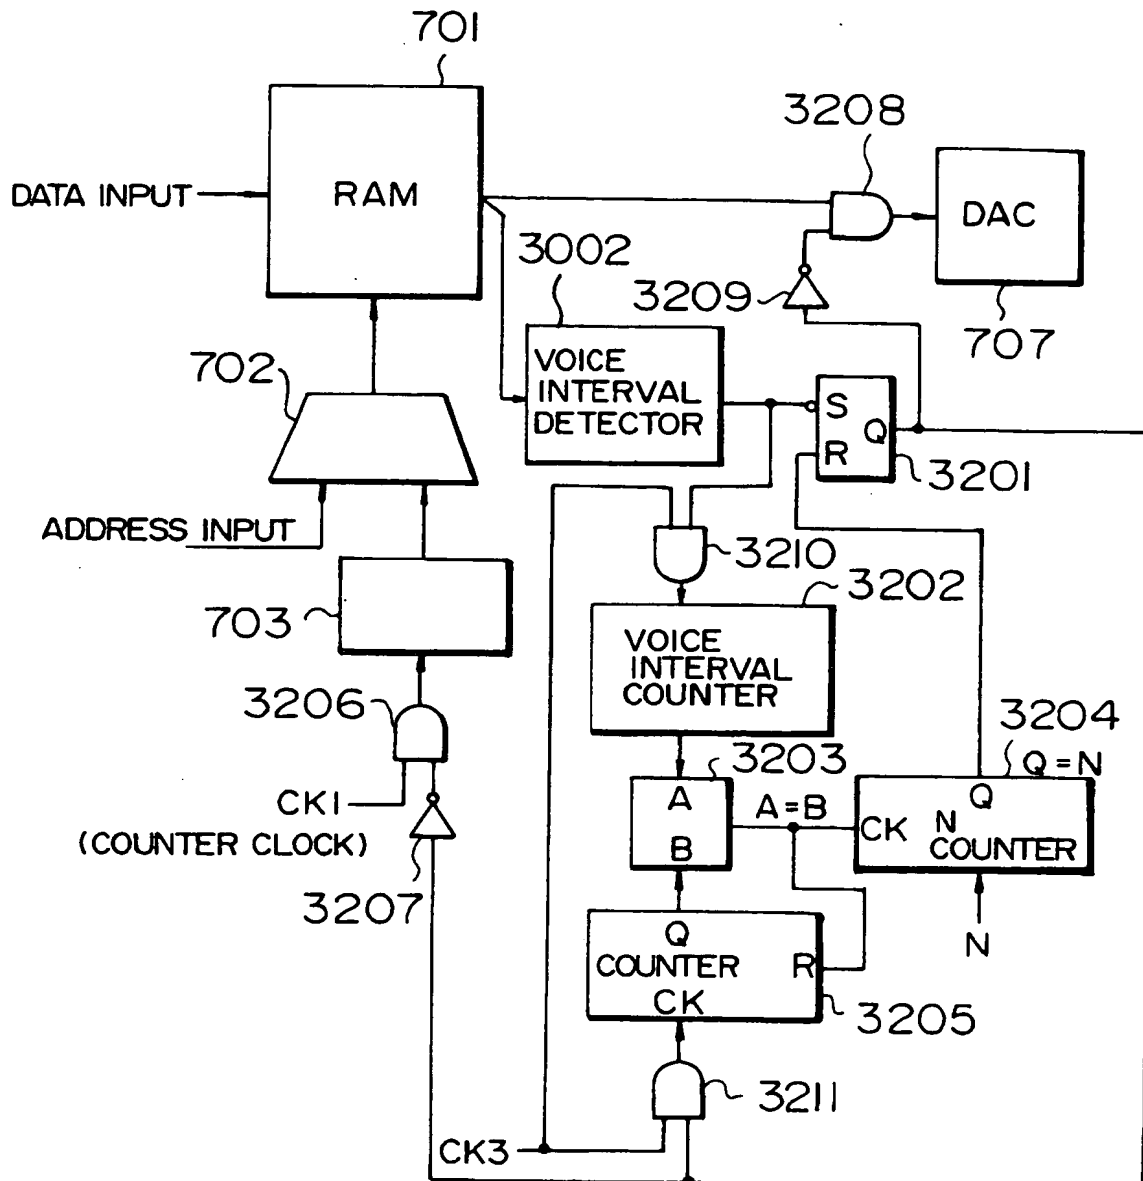 701
3208
DATA INPUT
RAM
DAC
3002
3209
707
702
VOICE
INTERVAL
DETECTOR
S
Q
R
3201
ADDRESS INPUT
3210
3202
703
VOICE
INTERVAL
COUNTER
3206
3204
3203
Q = N
A
A = B
Q
CK1
(COUNTER CLOCK)
CK
N
COUNTER
B
3207
Q
N
COUNTER
R
CK
3205
3211
CK3